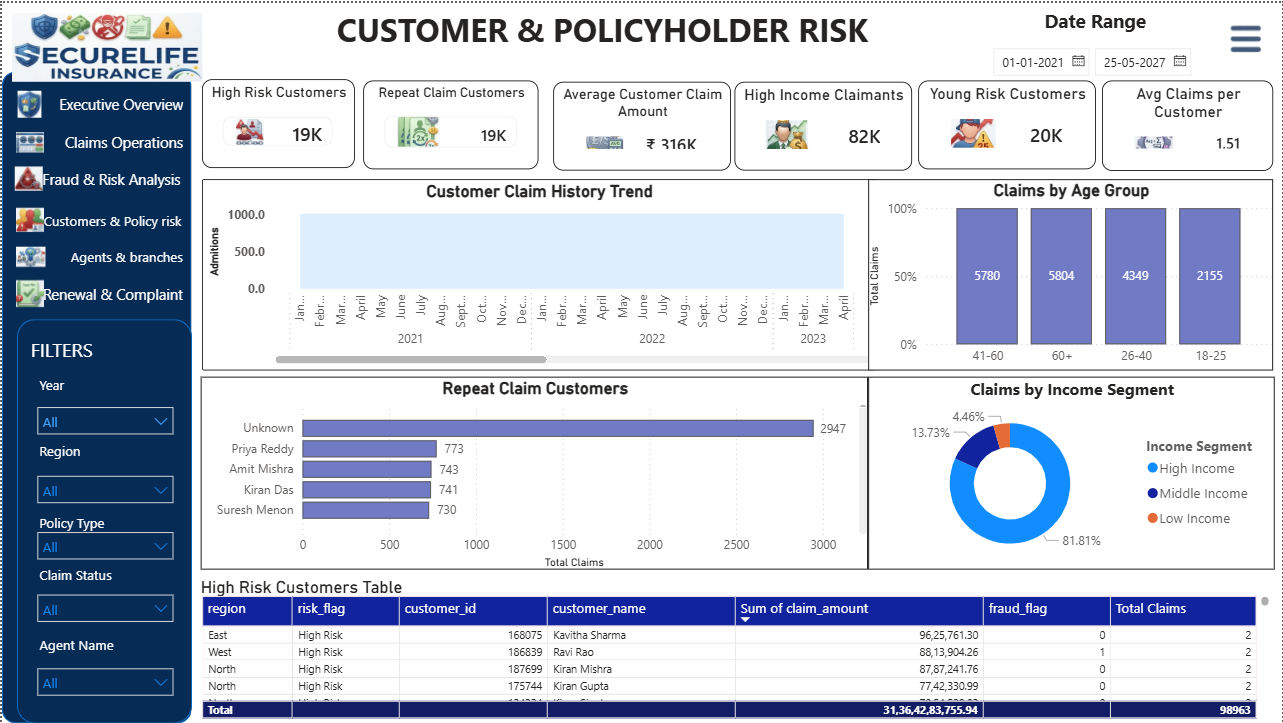 SECURELIFE
INSURANCE
CUSTOMER & POLICYHOLDER RISK
Date Range
01-01-2021
25-05-2027
Executive Overview
Claims Operations
Fraud & Risk Analysis
Customers & Policy risk
Agents & branches
Renewal & Complaint
FILTERS
Year
All
Region
All
Policy Type
All
Claim Status
All
Agent Name
All
High Risk Customers
19K
Repeat Claim Customers
19K
Average Customer Claim
Amount
₹ 316K
High Income Claimants
82K
Young Risk Customers
20K
Avg Claims per
Customer
1.51
Customer Claim History Trend
Admitions
1000.0
500.0
0.0
Jan... Febr... Mar... April May June July Aug... Sept... Oct... Nov... Dec... Jan... Febr... Mar... April May June July Aug... Sept... Oct... Nov... Dec... Jan... Febr... Mar... April
2021 2022 2023
Claims by Age Group
Total Claims
100%
50%
0%
5780 5804 4349 2155
41-60 60+ 26-40 18-25
Repeat Claim Customers
Unknown 2947
Priya Reddy 773
Amit Mishra 743
Kiran Das 741
Suresh Menon 730
0 500 1000 1500 2000 2500 3000
Total Claims
Claims by Income Segment
4.46%
13.73%
81.81%
Income Segment
High Income
Middle Income
Low Income
High Risk Customers Table
region risk_flag customer_id customer_name Sum of claim_amount fraud_flag Total Claims
East High Risk 168075 Kavitha Sharma 96,25,761.30 0 2
West High Risk 186839 Ravi Rao 88,13,904.26 1 2
North High Risk 187699 Kiran Mishra 87,87,241.76 0 2
North High Risk 175744 Kiran Gupta 77,42,330.99 0 2
Total 31,36,42,83,755.94 98963